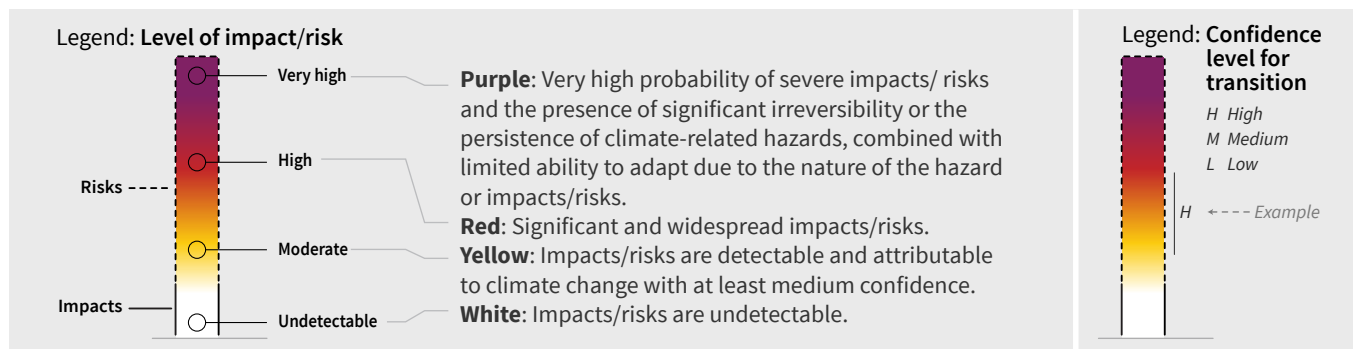 Legend: Level of impact/risk
Very high
High
Risks
Moderate
Impacts
Undetectable
Purple: Very high probability of severe impacts/ risks
and the presence of significant irreversibility or the
persistence of climate-related hazards, combined with
limited ability to adapt due to the nature of the hazard
or impacts/risks.
Red: Significant and widespread impacts/risks.
Yellow: Impacts/risks are detectable and attributable
to climate change with at least medium confidence.
White: Impacts/risks are undetectable.
Legend: Confidence
level for
transition
H High
M Medium
L Low
H
Example